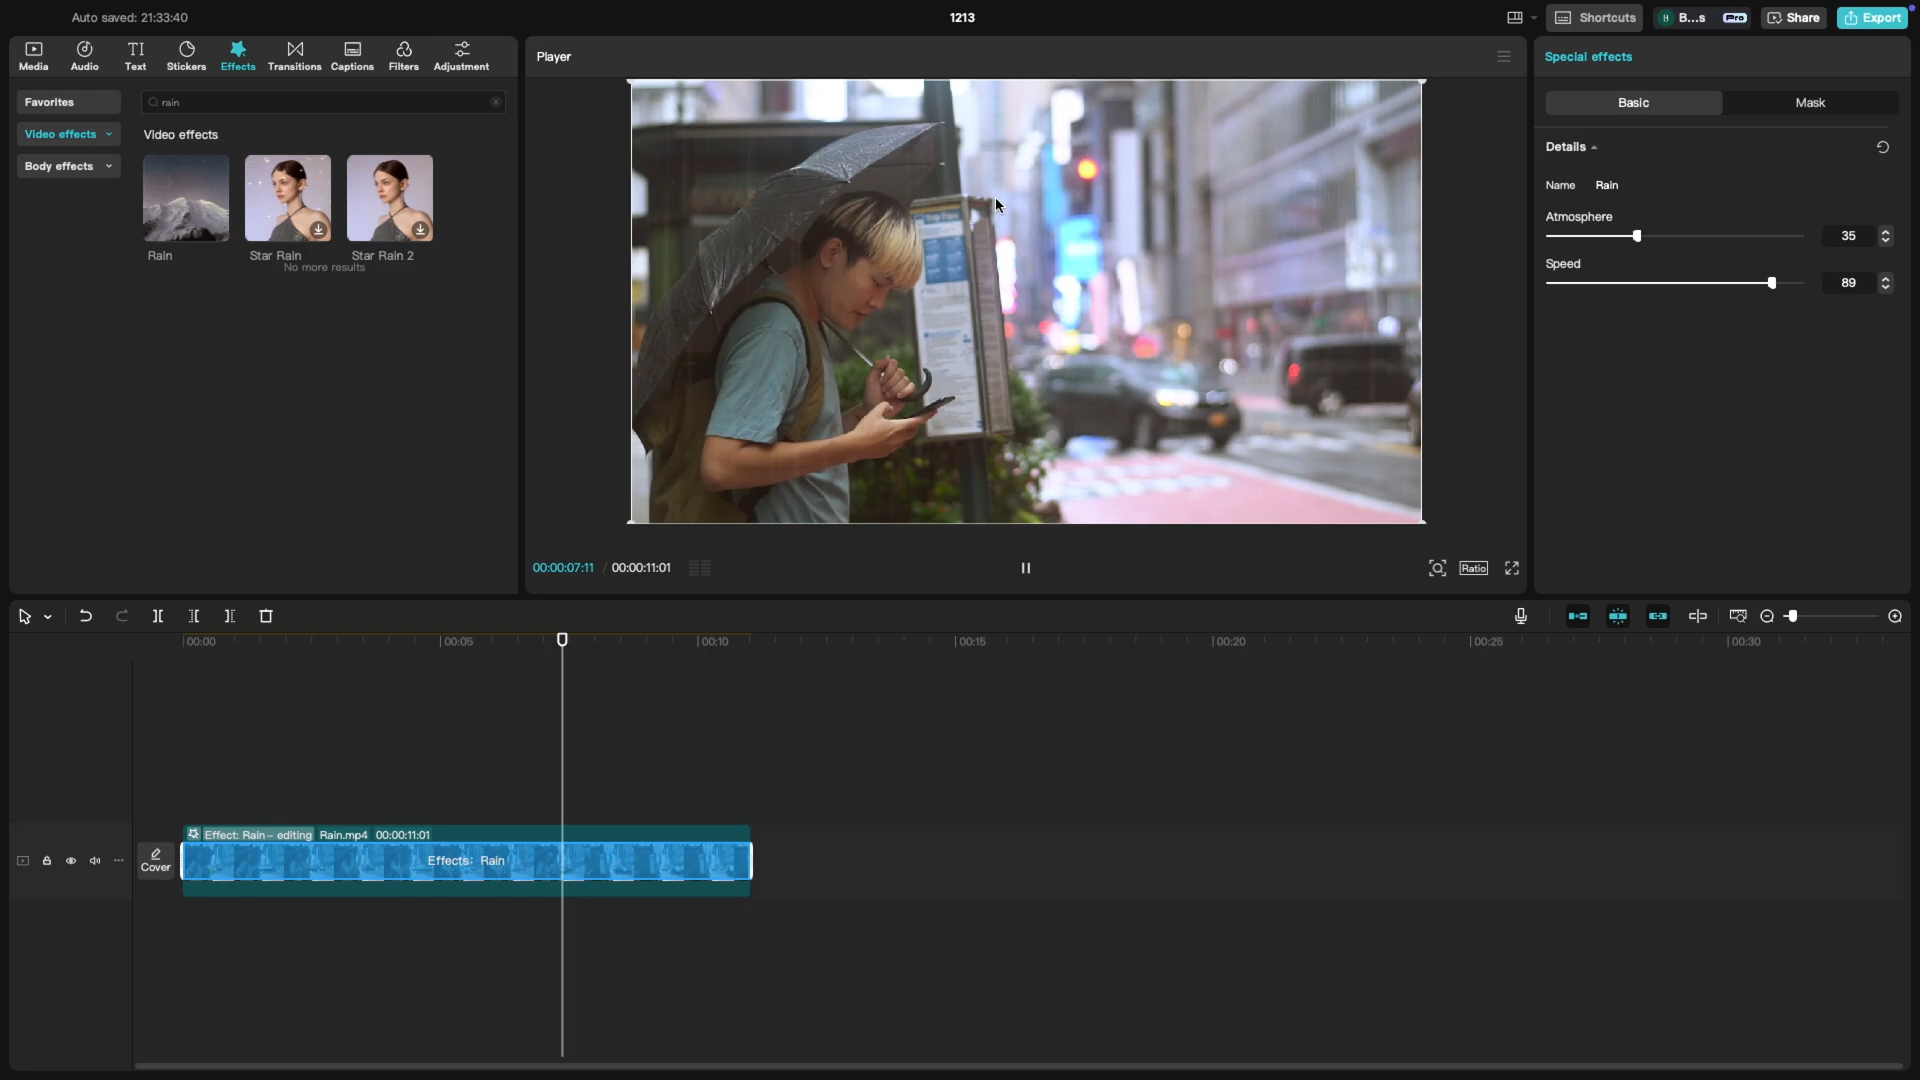 Auto saved: 21:33:40
1213
Shortcuts
B...s
Pro
Share
Export
Media
Audio
Text
Stickers
Effects
Transitions
Captions
Filters
Adjustment
Favorites
Video effects
Body effects
rain
Video effects
Rain
Star Rain
Star Rain 2
No more results
Player
00:00:07:11 / 00:00:11:01
Ratio
Special effects
Basic
Mask
Details
Name Rain
Atmosphere
35
Speed
89
00:00
00:05
00:10
00:15
00:20
00:25
00:30
Cover
Effect: Rain – editing Rain.mp4 00:00:11:01
Effects: Rain